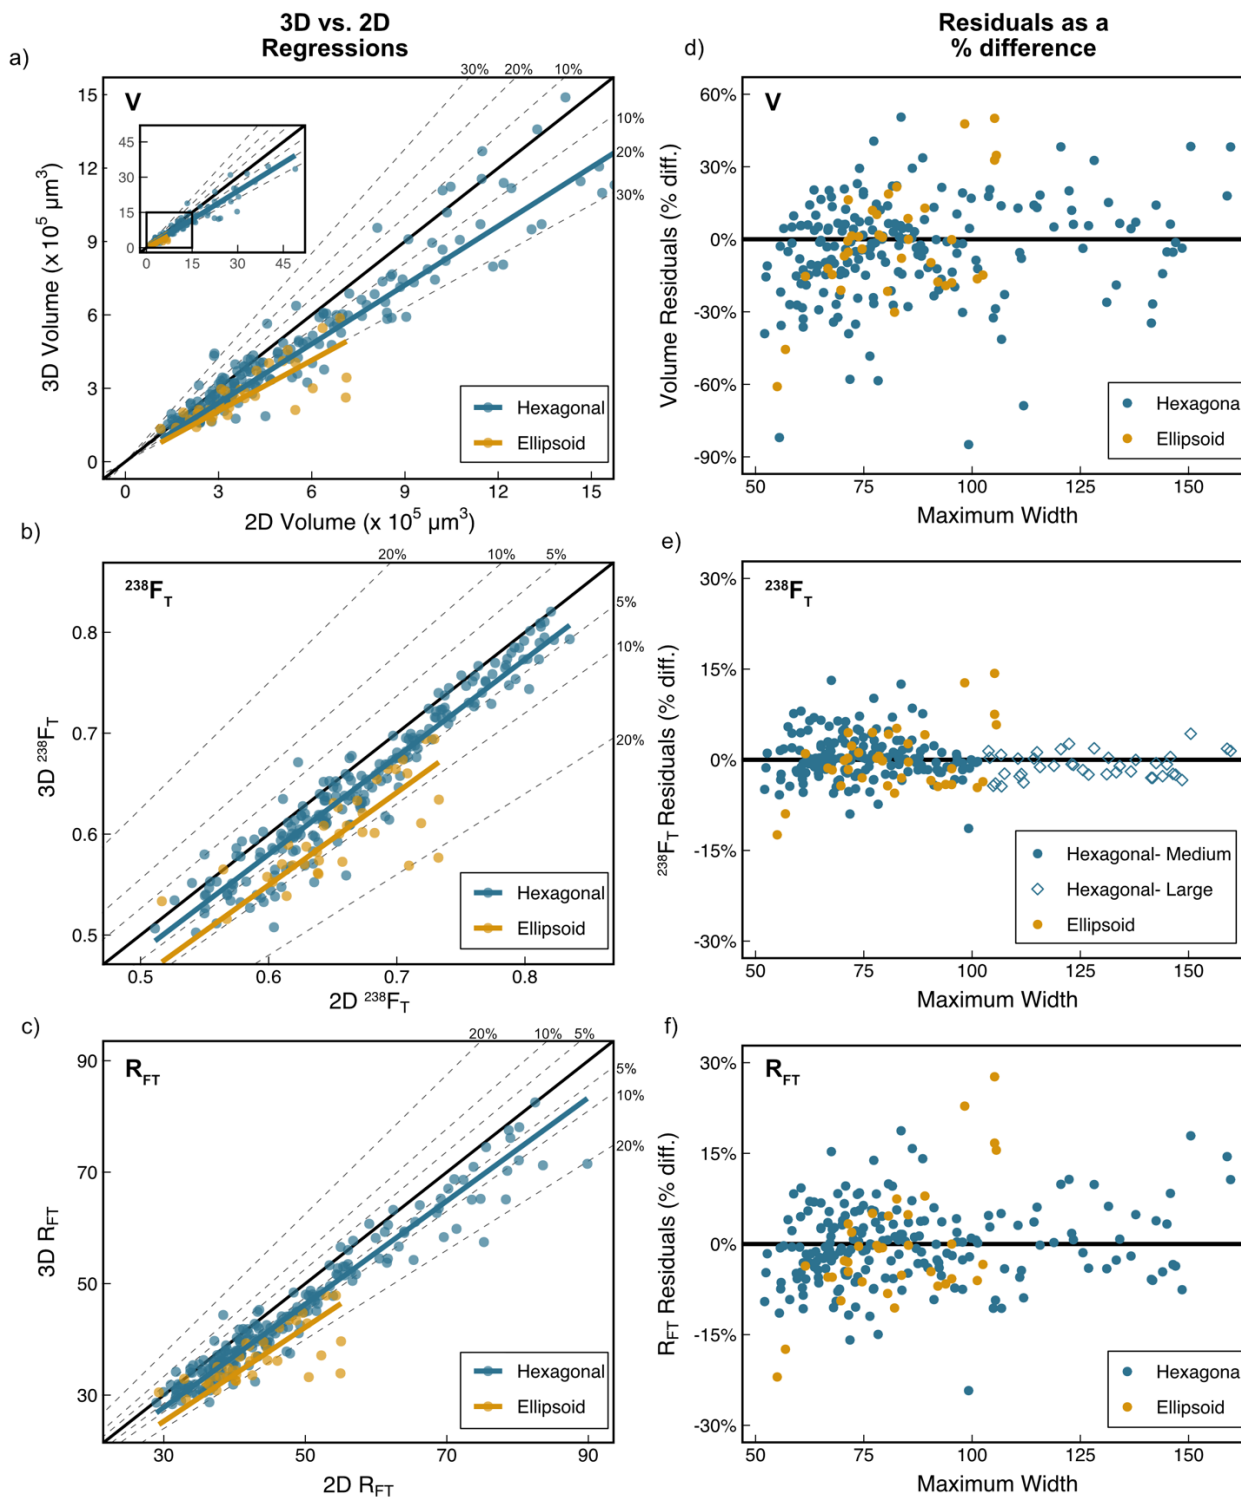 3D vs. 2D
Regressions
Residuals as a
% difference
a)
30%
20%
10%
V
15
12
9
6
3
0
45
30
15
0
0
15
30
45
10%
20%
30%
3D Volume (x 10⁵ µm³)
Hexagonal
Ellipsoid
0
3
6
9
12
15
2D Volume (x 10⁵ µm³)
d)
V
60%
30%
0%
-30%
-60%
-90%
Volume Residuals (% diff.)
Hexagonal
Ellipsoid
50
75
100
125
150
Maximum Width
b)
20%
10%
5%
²³⁸F_T
0.8
0.7
0.6
0.5
5%
10%
20%
3D ²³⁸F_T
Hexagonal
Ellipsoid
0.5
0.6
0.7
0.8
2D ²³⁸F_T
e)
²³⁸F_T
30%
15%
0%
-15%
-30%
²³⁸F_T Residuals (% diff.)
Hexagonal- Medium
Hexagonal- Large
Ellipsoid
50
75
100
125
150
Maximum Width
c)
20%
10%
5%
R_FT
90
70
50
30
5%
10%
20%
3D R_FT
Hexagonal
Ellipsoid
30
50
70
90
2D R_FT
f)
R_FT
30%
15%
0%
-15%
-30%
R_FT Residuals (% diff.)
Hexagonal
Ellipsoid
50
75
100
125
150
Maximum Width